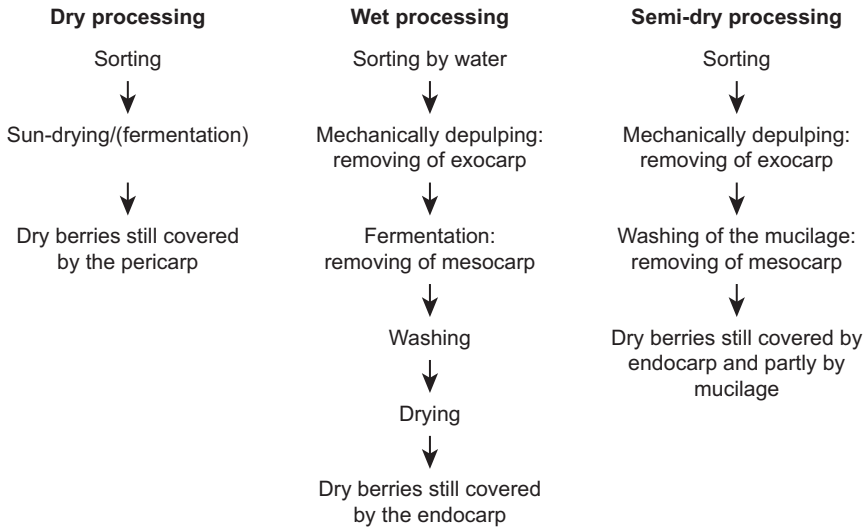 Dry processing
Sorting
Sun-drying/(fermentation)
Dry berries still covered
by the pericarp
Wet processing
Sorting by water
Mechanically depulping:
removing of exocarp
Fermentation:
removing of mesocarp
Washing
Drying
Dry berries still covered
by the endocarp
Semi-dry processing
Sorting
Mechanically depulping:
removing of exocarp
Washing of the mucilage:
removing of mesocarp
Dry berries still covered by
endocarp and partly by
mucilage